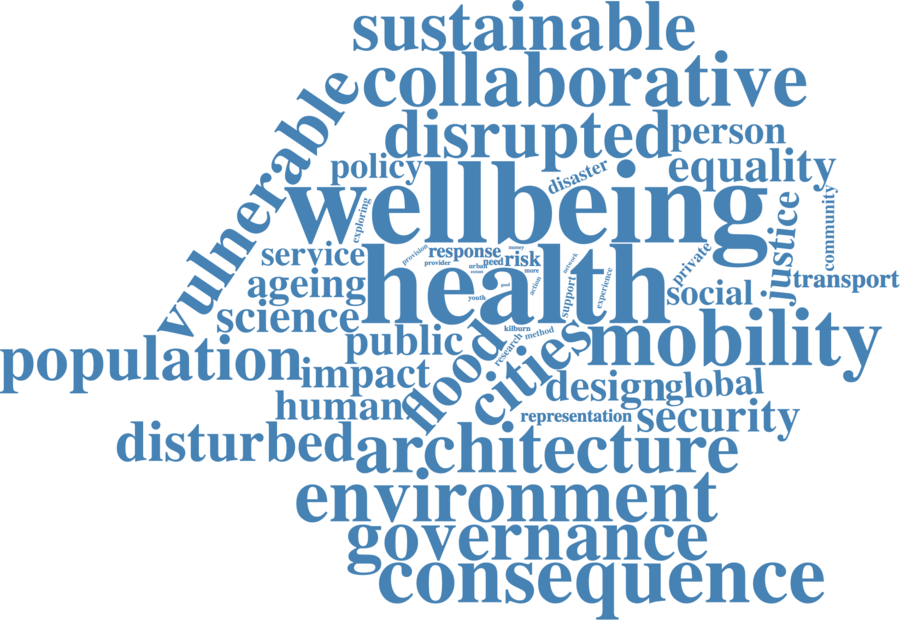 sustainable
collaborative
vulnerable
disrupted
person
policy
disaster
equality
wellbeing
exploring
community
justice
service
provision
response
money
risk
need
provider
urban
network
private
more
extent
health
ageing
action
support
experience
social
transport
youth
good
science
public
kilburn
method
research
mobility
population
impact
flood
cities
design
global
human
representation
security
disturbed
architecture
environment
governance
consequence